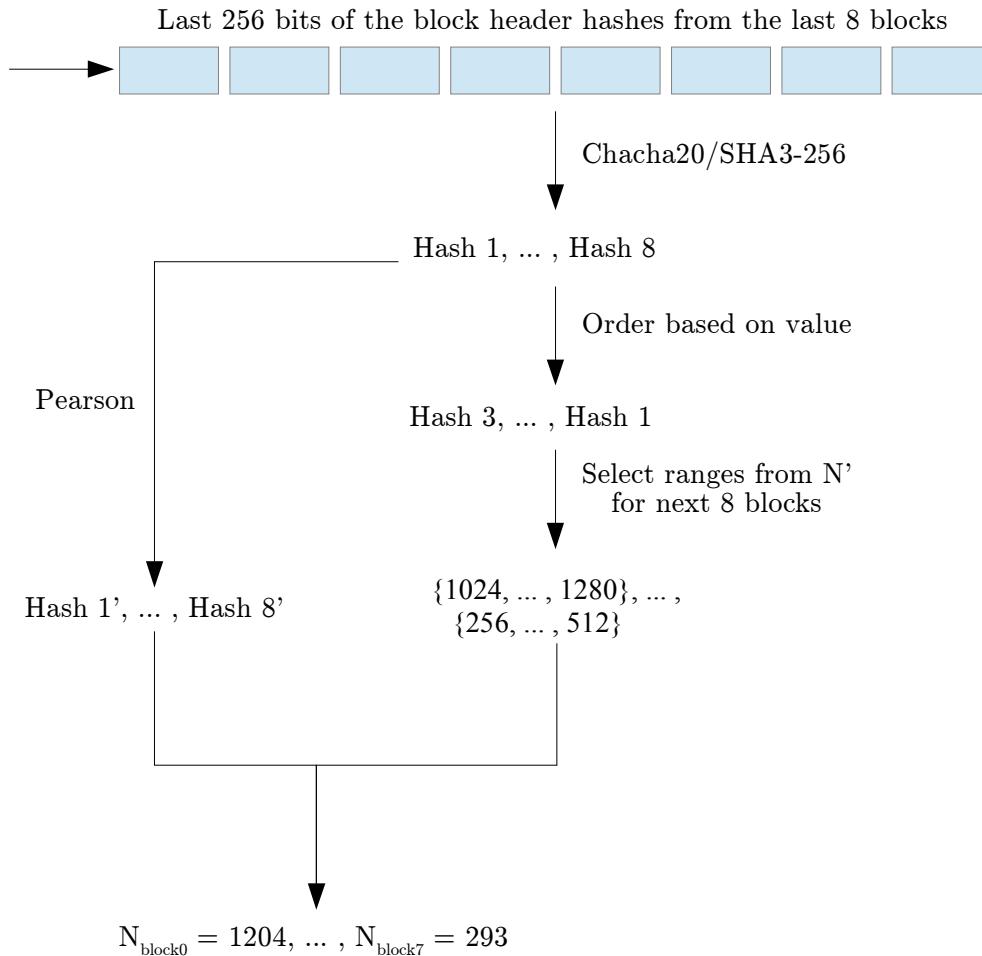 Last 256 bits of the block header hashes from the last 8 blocks
Chacha20/SHA3-256
Hash 1, ... , Hash 8
Order based on value
Pearson
Hash 3, ... , Hash 1
Select ranges from N'
for next 8 blocks
{1024, ... , 1280}, ... ,
{256, ... , 512}
Hash 1', ... , Hash 8'
N_block0 = 1204, ... , N_block7 = 293